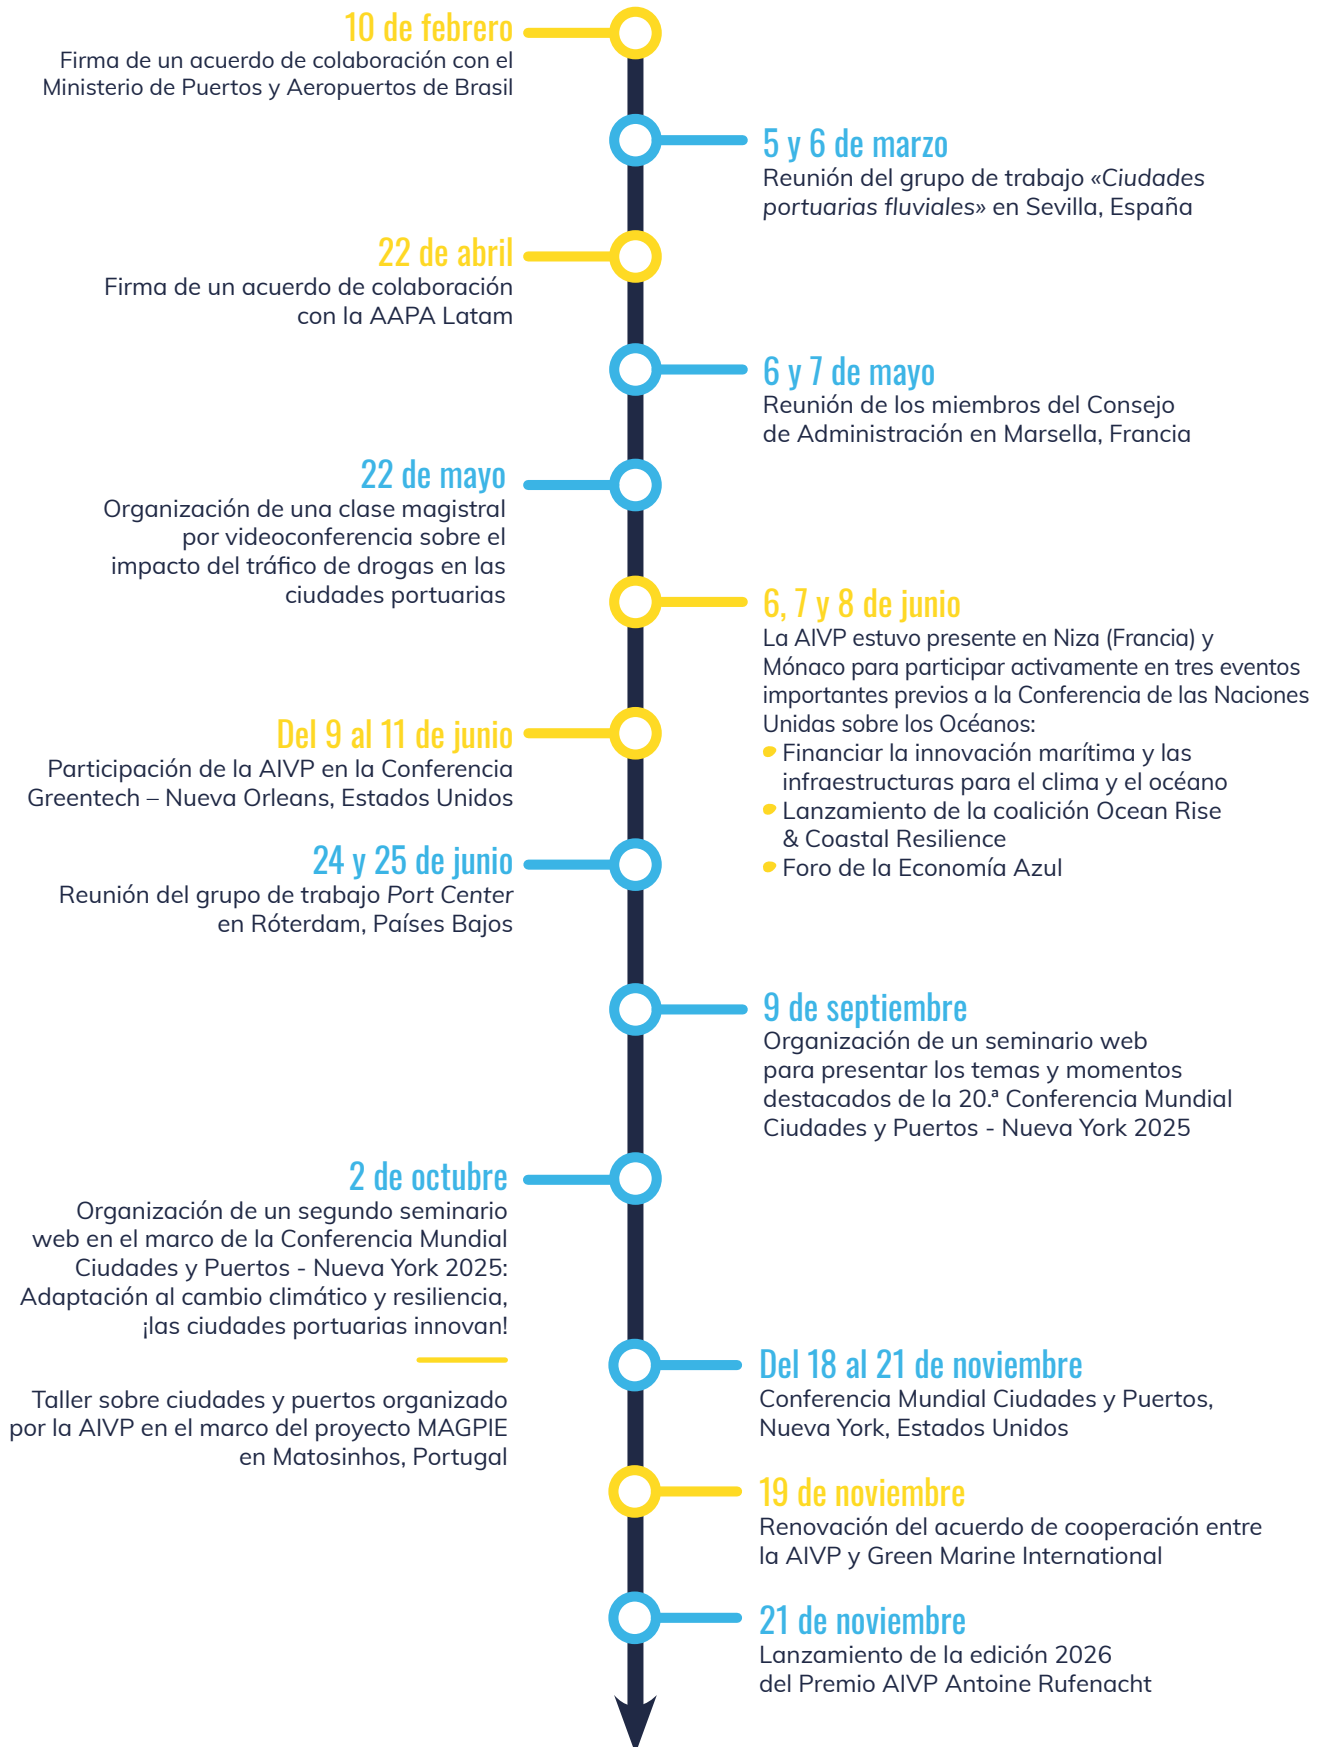 10 de febrero
Firma de un acuerdo de colaboración con el
Ministerio de Puertos y Aeropuertos de Brasil
5 y 6 de marzo
Reunión del grupo de trabajo «Ciudades
portuarias fluviales» en Sevilla, España
22 de abril
Firma de un acuerdo de colaboración
con la AAPA Latam
6 y 7 de mayo
Reunión de los miembros del Consejo
de Administración en Marsella, Francia
22 de mayo
Organización de una clase magistral
por videoconferencia sobre el
impacto del tráfico de drogas en las
ciudades portuarias
6, 7 y 8 de junio
La AIVP estuvo presente en Niza (Francia) y
Mónaco para participar activamente en tres eventos
importantes previos a la Conferencia de las Naciones
Unidas sobre los Océanos:
Financiar la innovación marítima y las
infraestructuras para el clima y el océano
Lanzamiento de la coalición Ocean Rise
& Coastal Resilience
Foro de la Economía Azul
Del 9 al 11 de junio
Participación de la AIVP en la Conferencia
Greentech – Nueva Orleans, Estados Unidos
24 y 25 de junio
Reunión del grupo de trabajo Port Center
en Róterdam, Países Bajos
9 de septiembre
Organización de un seminario web
para presentar los temas y momentos
destacados de la 20.ª Conferencia Mundial
Ciudades y Puertos - Nueva York 2025
2 de octubre
Organización de un segundo seminario
web en el marco de la Conferencia Mundial
Ciudades y Puertos - Nueva York 2025:
Adaptación al cambio climático y resiliencia,
¡las ciudades portuarias innovan!
Taller sobre ciudades y puertos organizado
por la AIVP en el marco del proyecto MAGPIE
en Matosinhos, Portugal
Del 18 al 21 de noviembre
Conferencia Mundial Ciudades y Puertos,
Nueva York, Estados Unidos
19 de noviembre
Renovación del acuerdo de cooperación entre
la AIVP y Green Marine International
21 de noviembre
Lanzamiento de la edición 2026
del Premio AIVP Antoine Rufenacht